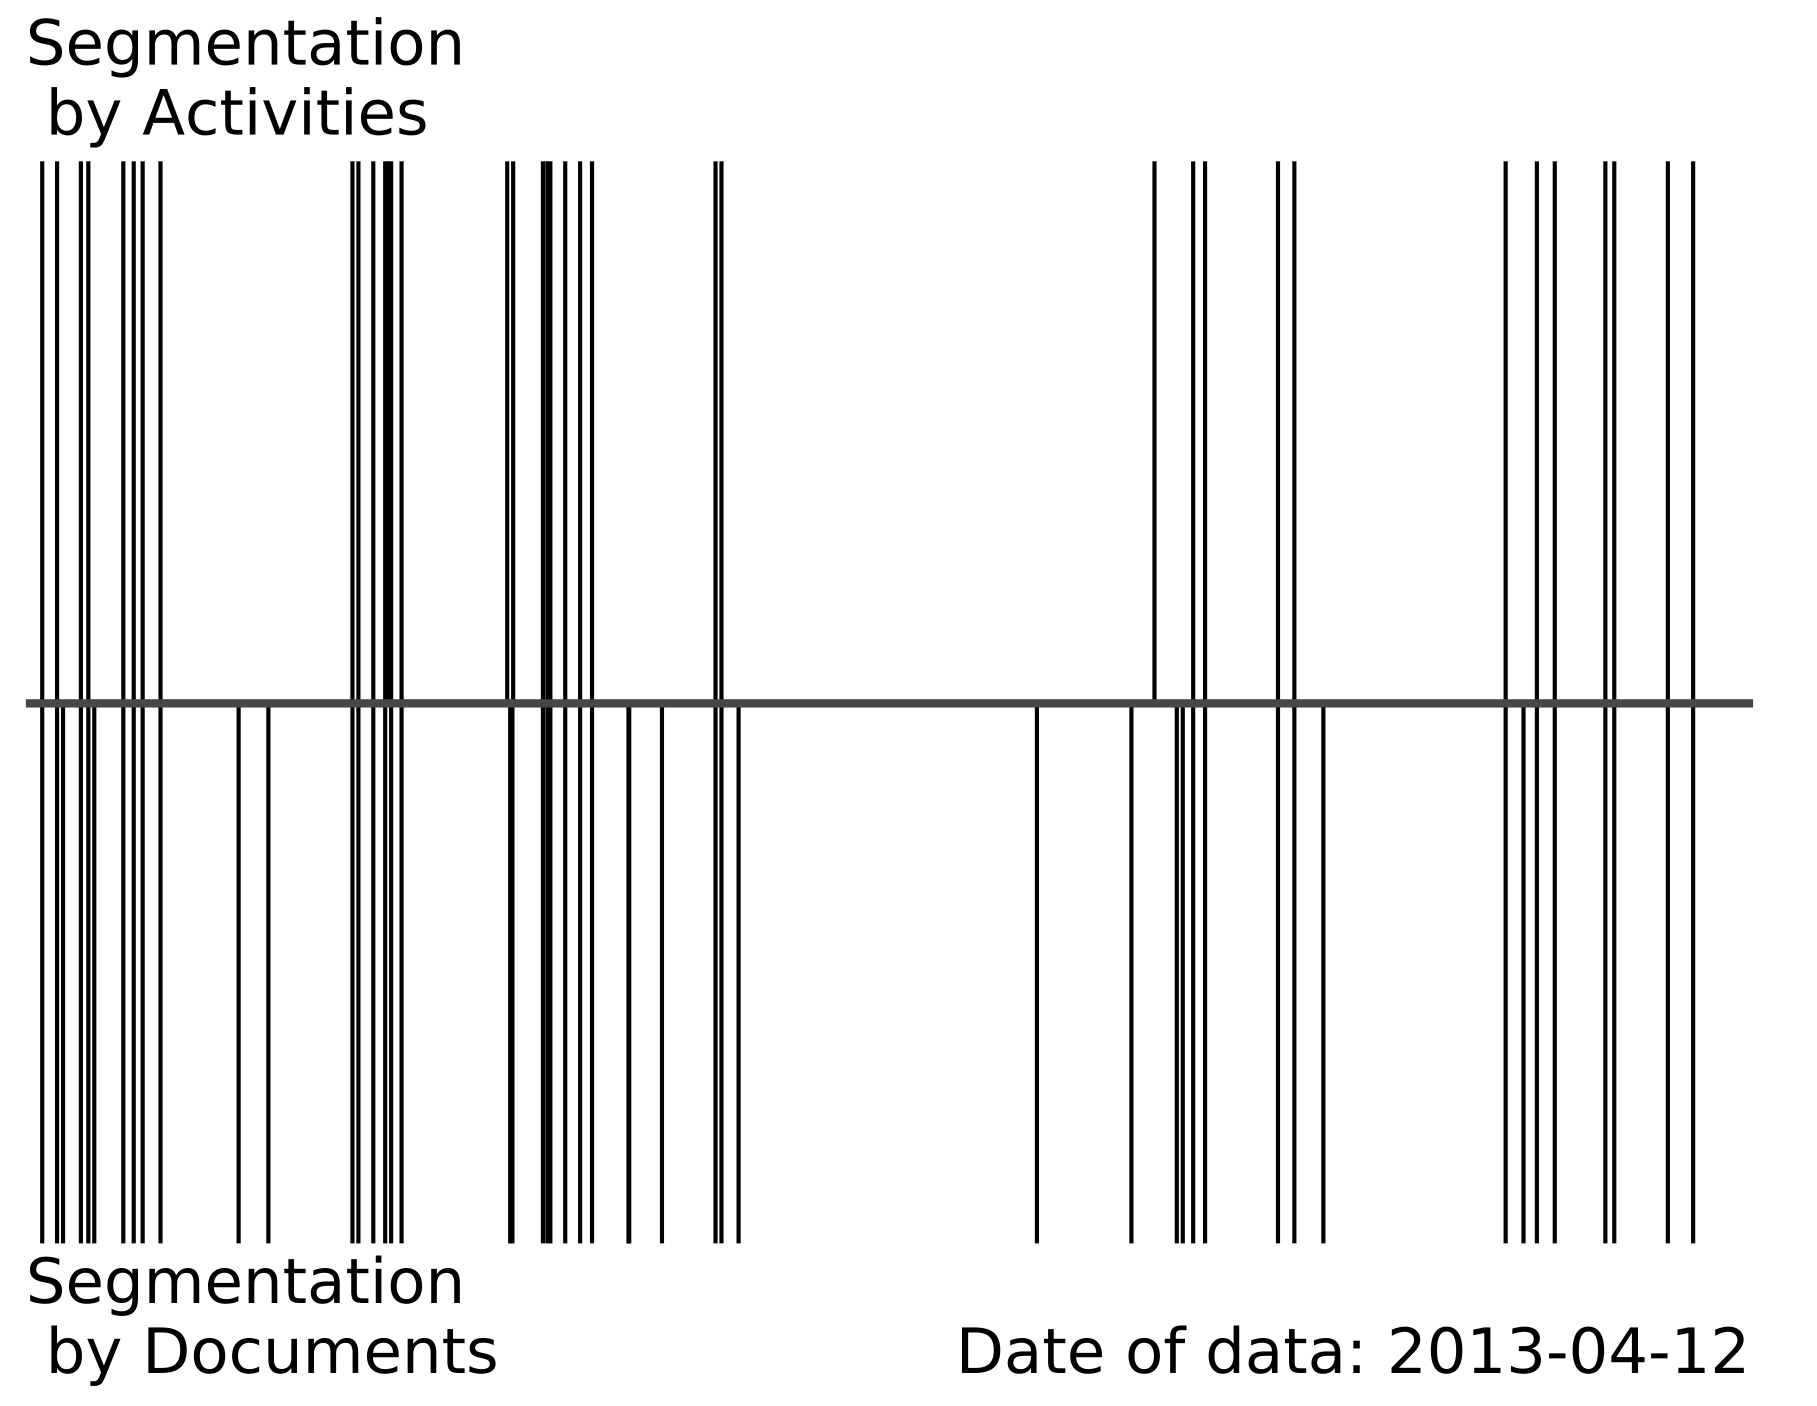 Segmentation
by Activities
Segmentation
by Documents
Date of data: 2013-04-12